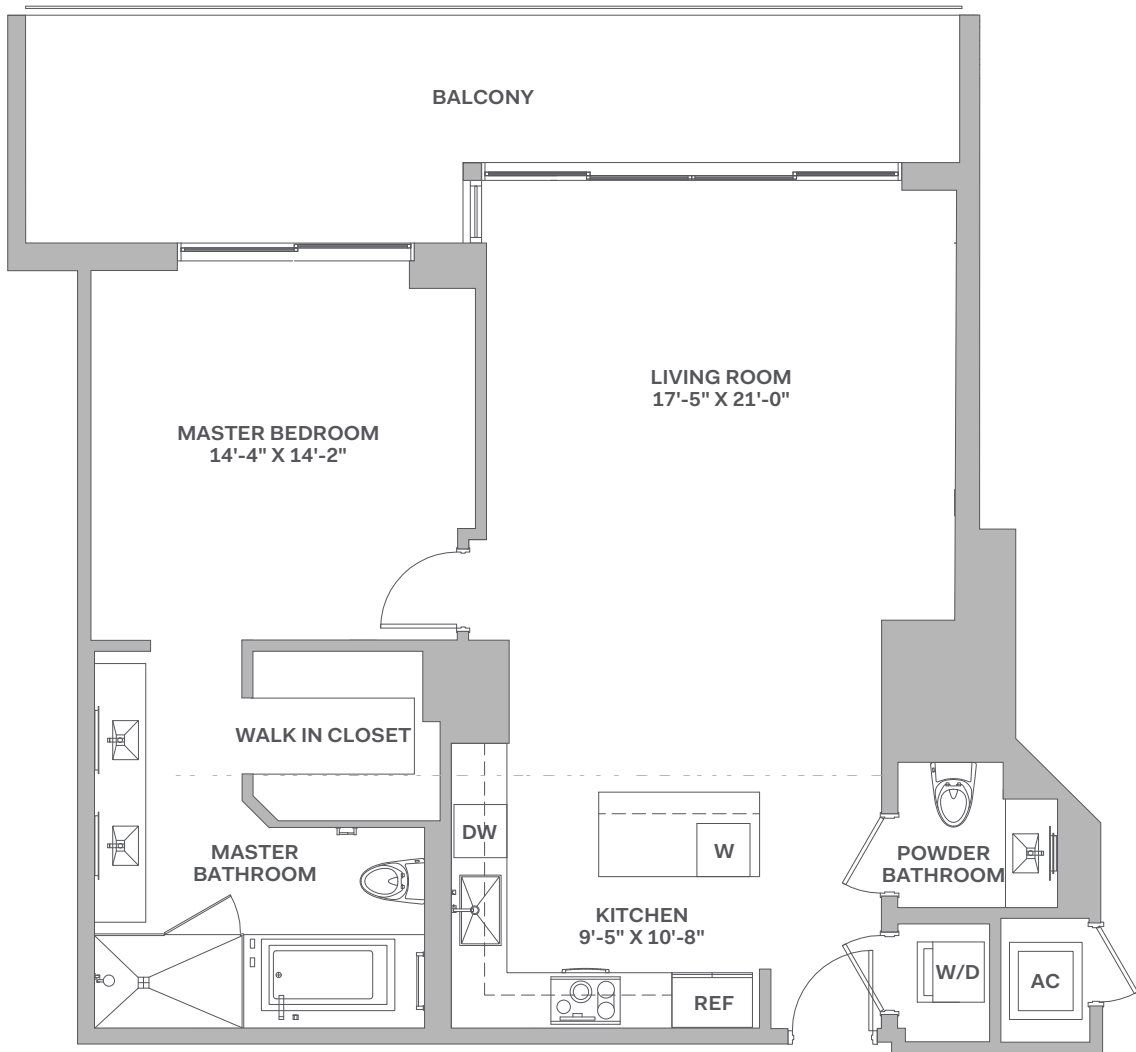 BALCONY
LIVING ROOM
17'-5" X 21'-0"
MASTER BEDROOM
14'-4" X 14'-2"
WALK IN CLOSET
DW
W
MASTER
BATHROOM
POWDER
BATHROOM
KITCHEN
9'-5" X 10'-8"
W/D
AC
REF